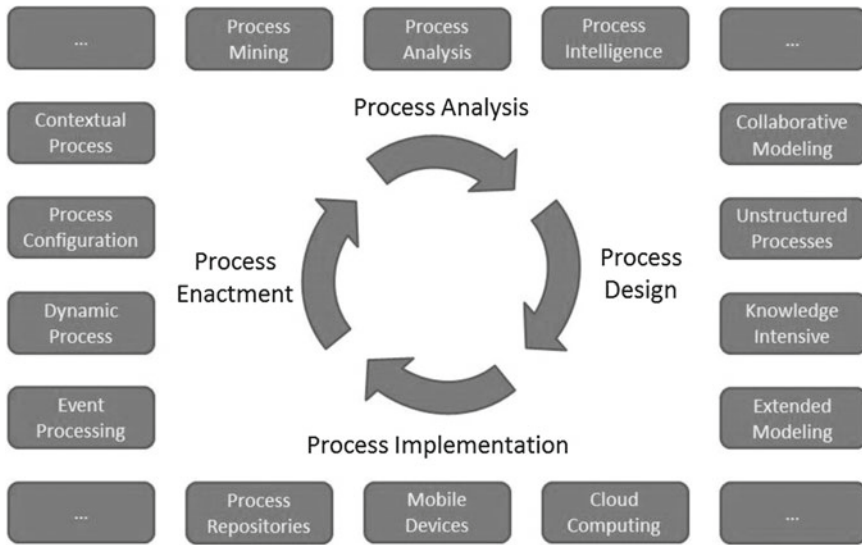 ...
Process
Mining
Process
Analysis
Process
Intelligence
...
Contextual
Process
Process Analysis
Collaborative
Modeling
Process
Configuration
Unstructured
Processes
Process
Enactment
Process
Design
Dynamic
Process
Knowledge
Intensive
Event
Processing
Extended
Modeling
Process Implementation
...
Process
Repositories
Mobile
Devices
Cloud
Computing
...